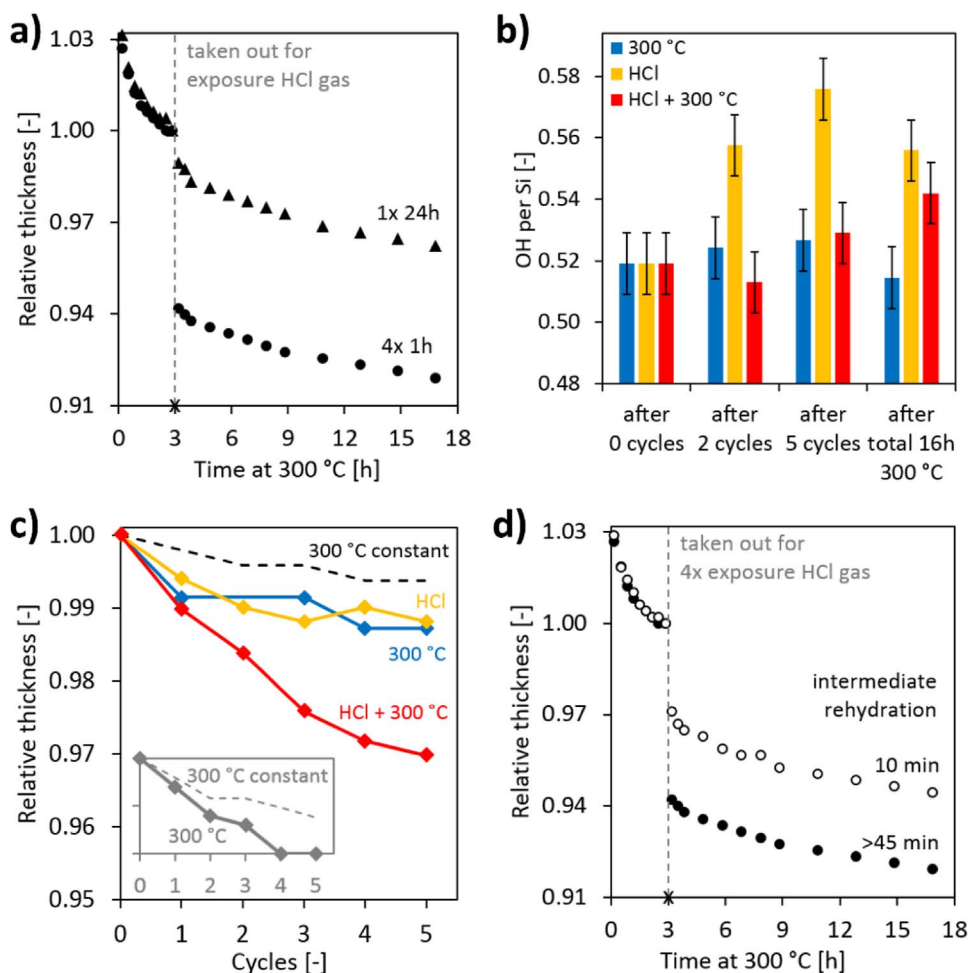 a)
1.03
1.00
0.97
0.94
0.91
Relative thickness [-]
taken out for
exposure HCl gas
1x 24h
4x 1h
0 3 6 9 12 15 18
Time at 300 °C [h]
b)
300 °C
HCl
HCl + 300 °C
0.58
0.56
0.54
0.52
0.50
0.48
OH per Si [-]
after
0 cycles
after
2 cycles
after
5 cycles
after
total 16h
300 °C
c)
1.00
0.99
0.98
0.97
0.96
0.95
Relative thickness [-]
300 °C constant
HCl
300 °C
HCl + 300 °C
300 °C constant
300 °C
0 1 2 3 4 5
0 1 2 3 4 5
Cycles [-]
d)
1.03
1.00
0.97
0.94
0.91
Relative thickness [-]
taken out for
4x exposure HCl gas
intermediate
rehydration
10 min
>45 min
0 3 6 9 12 15 18
Time at 300 °C [h]